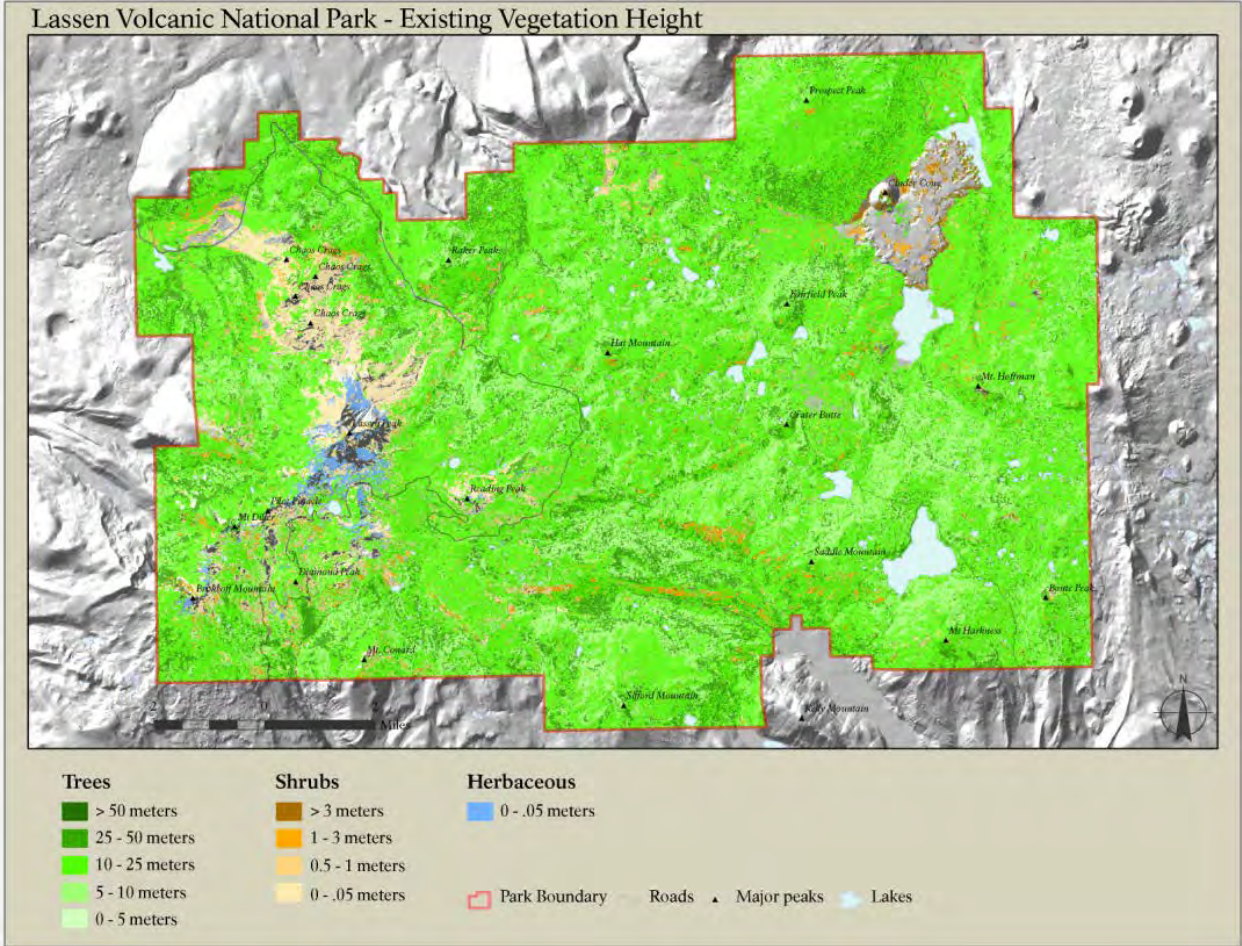 Lassen Volcanic National Park - Existing Vegetation Height
Prospect Peak
Cinder Cone
Chaos Crags
Raker Peak
Chaos Crags
Chaos Crags
Fairfield Peak
Chaos Crags
Hat Mountain
Mt. Hoffman
Crater Butte
Lassen Peak
Reading Peak
Pilot Pinacle
Mt Diller
Saddle Mountain
Diamond Peak
Brokeoff Mountain
Bonte Peak
Mt Harkness
Mt. Conard
Sifford Mountain
Kelly Mountain
N
2 0 2
Miles
Trees
> 50 meters
25 - 50 meters
10 - 25 meters
5 - 10 meters
0 - 5 meters
Shrubs
> 3 meters
1 - 3 meters
0.5 - 1 meters
0 - .05 meters
Herbaceous
0 - .05 meters
Park Boundary Roads Major peaks Lakes